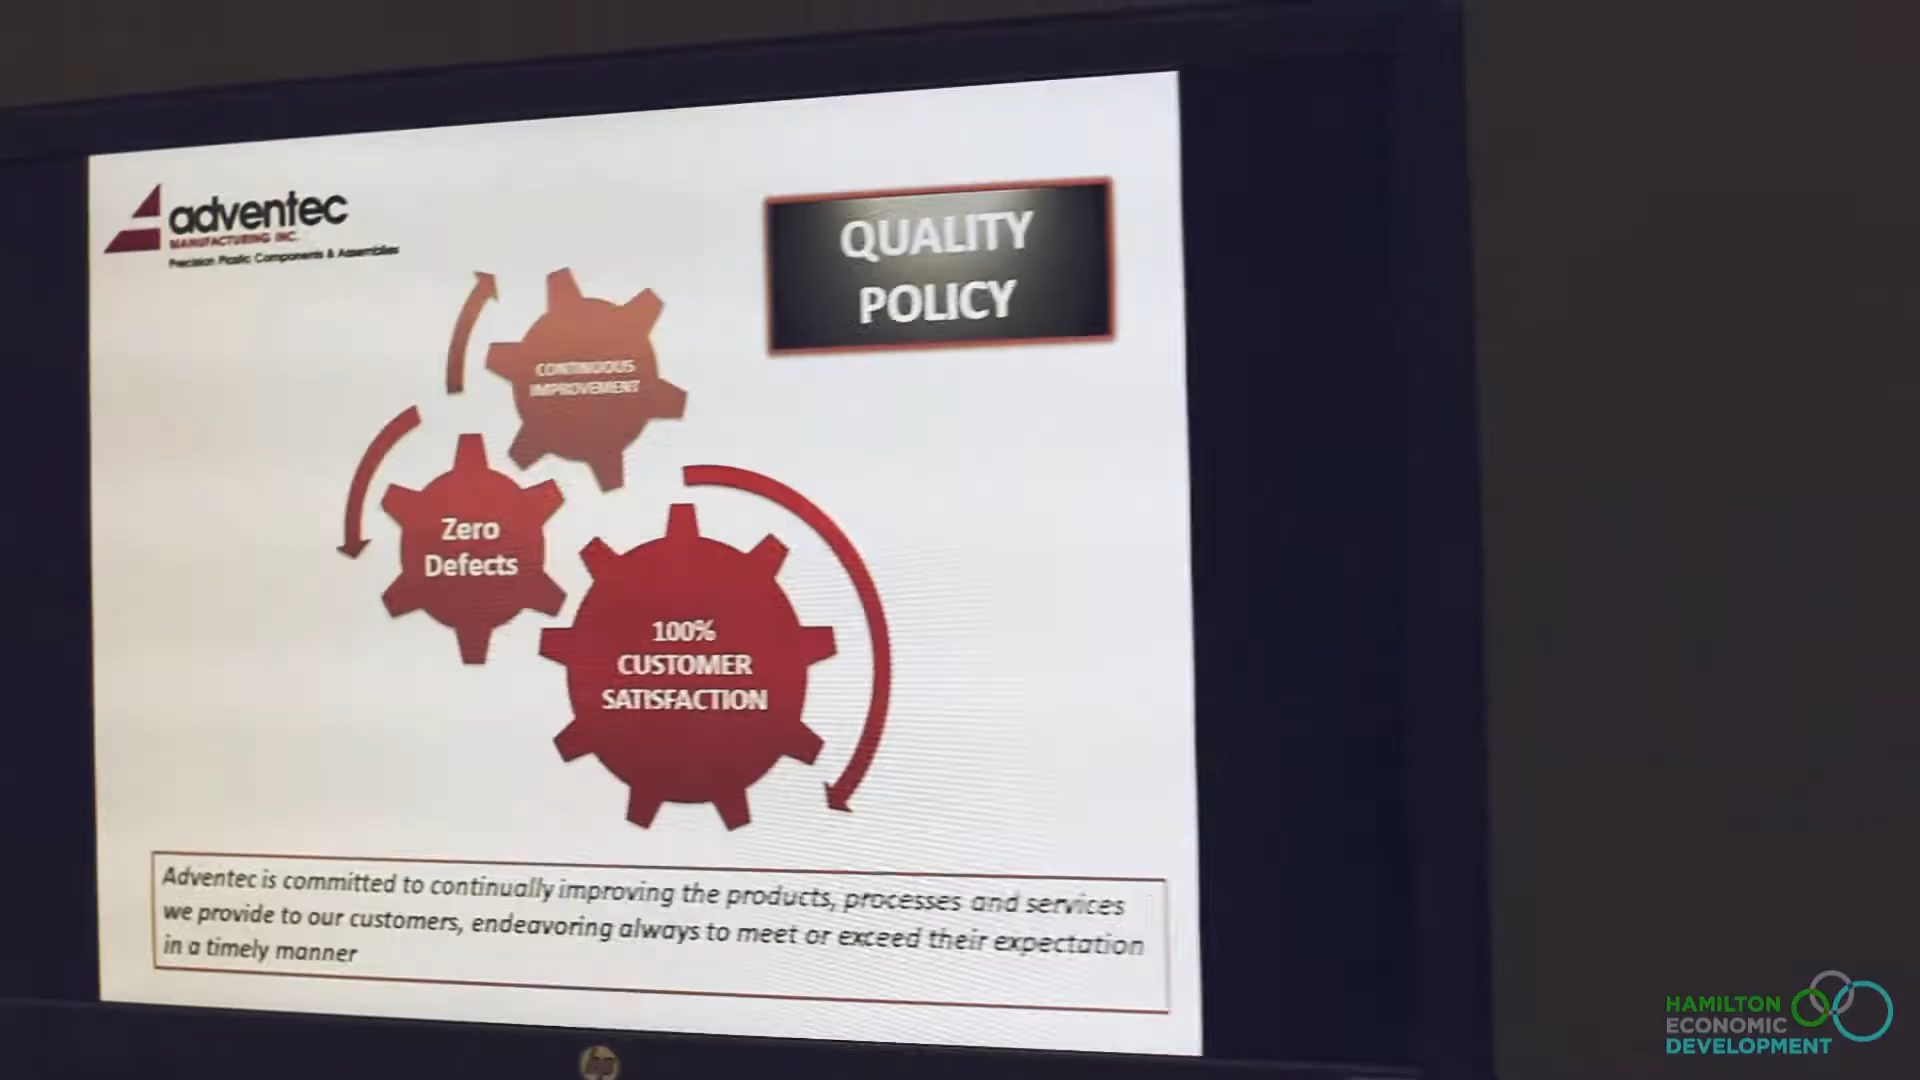 adventec
MANUFACTURING INC.
Precision Plastic Components & Assemblies
QUALITY
POLICY
CONTINUOUS
IMPROVEMENT
Zero
Defects
100%
CUSTOMER
SATISFACTION
Adventec is committed to continually improving the products, processes and services
we provide to our customers, endeavoring always to meet or exceed their expectation
in a timely manner
hp
HAMILTON
ECONOMIC
DEVELOPMENT